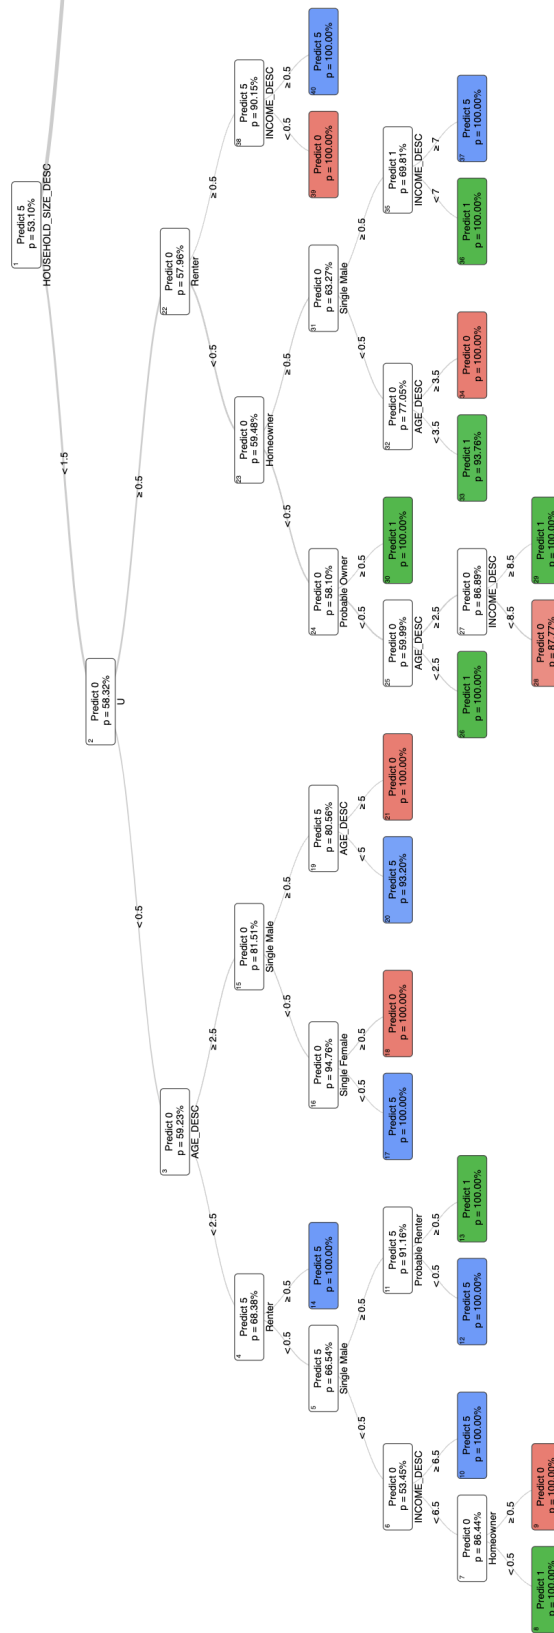 1
Predict 5
p = 53.10%
HOUSEHOLD_SIZE_DESC
< 1.5
2
Predict 0
p = 58.32%
U
< 0.5
≥ 0.5
3
Predict 0
p = 59.23%
AGE_DESC
22
Predict 0
p = 57.96%
Renter
< 2.5
≥ 2.5
< 0.5
≥ 0.5
4
Predict 5
p = 68.38%
Renter
15
Predict 0
p = 81.51%
Single Male
23
Predict 0
p = 59.48%
Homeowner
38
Predict 5
p = 90.15%
INCOME_DESC
< 0.5
≥ 0.5
< 0.5
≥ 0.5
< 0.5
≥ 0.5
< 0.5
≥ 0.5
5
Predict 5
p = 66.54%
Single Male
14
Predict 5
p = 100.00%
16
Predict 0
p = 94.76%
Single Female
19
Predict 5
p = 80.56%
AGE_DESC
24
Predict 0
p = 58.10%
Probable Owner
31
Predict 0
p = 63.27%
Single Male
39
Predict 0
p = 100.00%
40
Predict 5
p = 100.00%
< 0.5
≥ 0.5
< 0.5
≥ 0.5
< 5
≥ 5
< 0.5
≥ 0.5
< 0.5
≥ 0.5
6
Predict 0
p = 53.45%
INCOME_DESC
11
Predict 5
p = 91.16%
Probable Renter
17
Predict 5
p = 100.00%
18
Predict 0
p = 100.00%
20
Predict 5
p = 93.20%
21
Predict 0
p = 100.00%
25
Predict 0
p = 59.99%
AGE_DESC
30
Predict 1
p = 100.00%
32
Predict 0
p = 77.05%
AGE_DESC
35
Predict 1
p = 69.81%
INCOME_DESC
< 6.5
≥ 6.5
< 0.5
≥ 0.5
< 2.5
≥ 2.5
< 3.5
≥ 3.5
< 7
≥ 7
7
Predict 0
p = 86.44%
Homeowner
10
Predict 5
p = 100.00%
12
Predict 5
p = 100.00%
13
Predict 1
p = 100.00%
26
Predict 1
p = 100.00%
27
Predict 0
p = 86.89%
INCOME_DESC
33
Predict 1
p = 93.76%
34
Predict 0
p = 100.00%
36
Predict 1
p = 100.00%
37
Predict 5
p = 100.00%
< 0.5
≥ 0.5
< 8.5
≥ 8.5
8
Predict 1
p = 100.00%
9
Predict 0
p = 100.00%
28
Predict 0
p = 87.77%
29
Predict 1
p = 100.00%